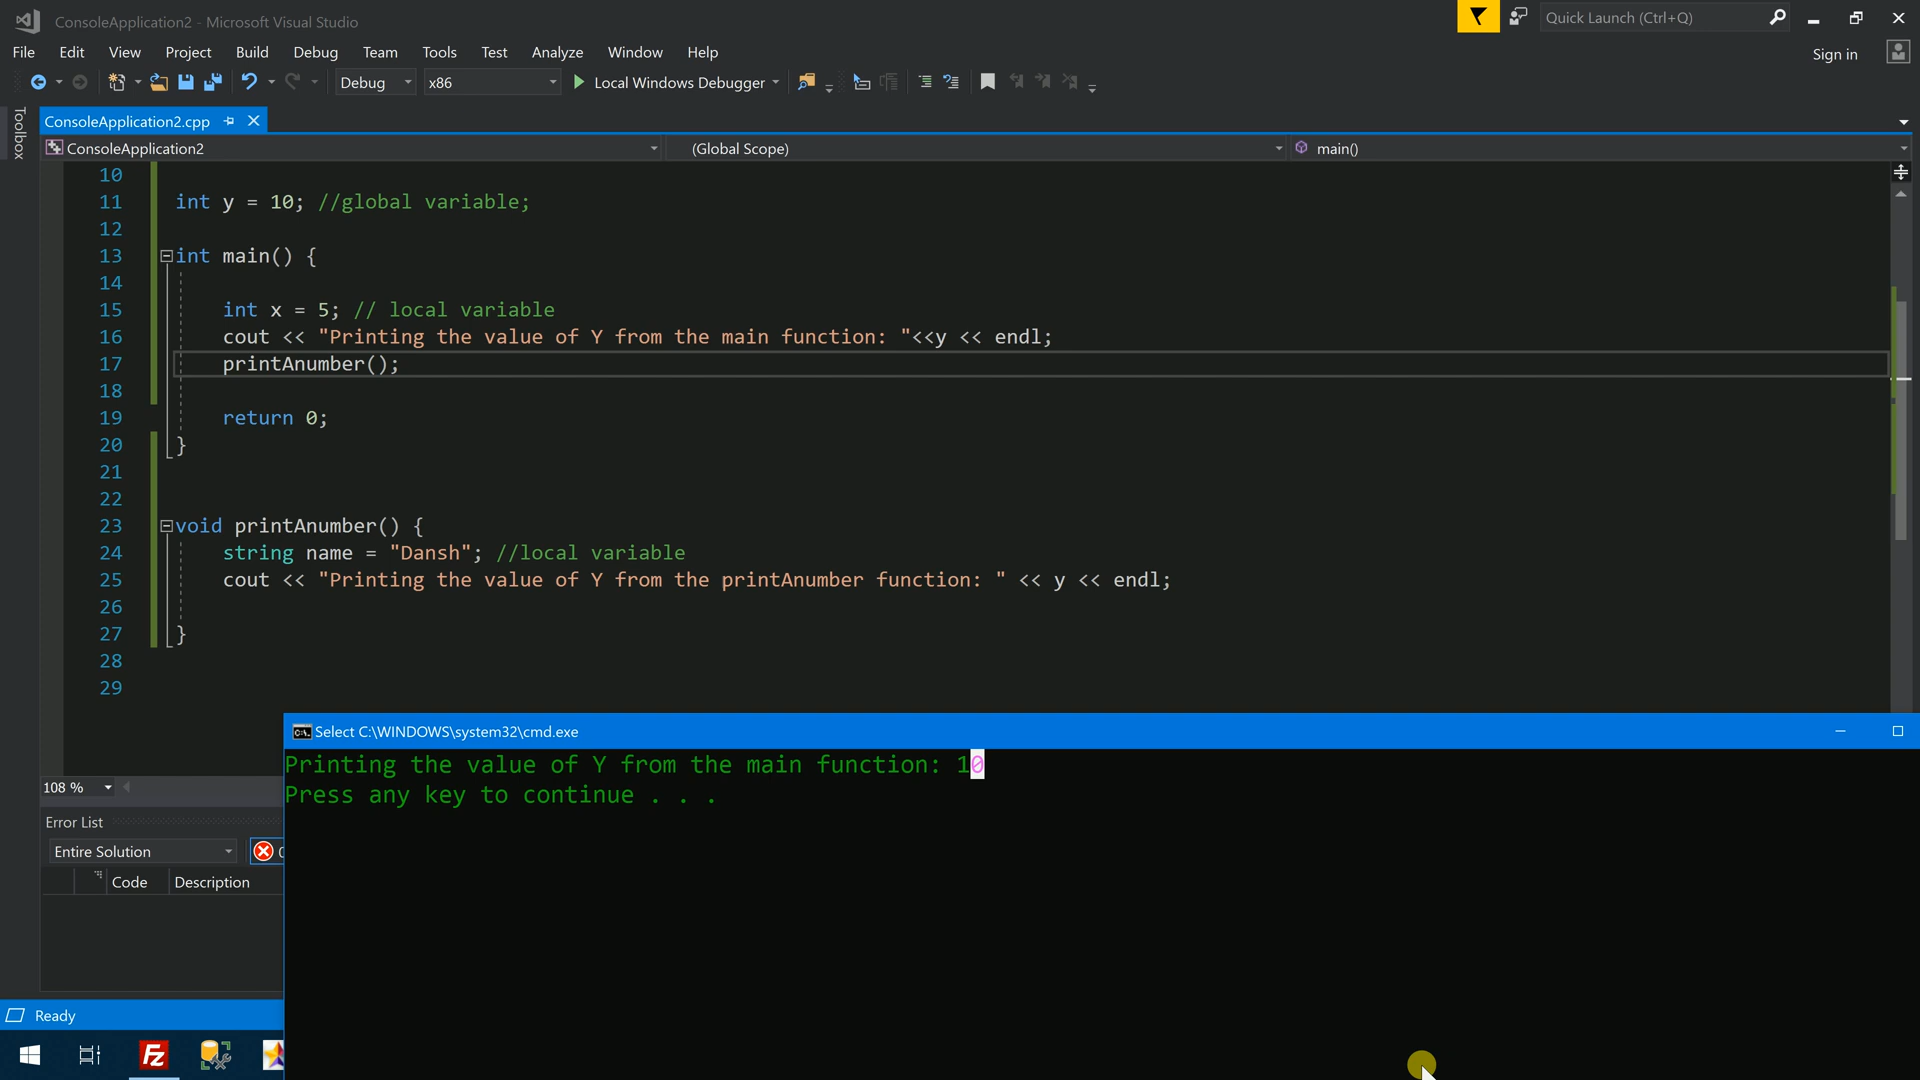 ConsoleApplication2 - Microsoft Visual Studio
Quick Launch (Ctrl+Q)
File Edit View Project Build Debug Team Tools Test Analyze Window Help
Sign in
Debug x86 Local Windows Debugger
Toolbox
ConsoleApplication2.cpp
ConsoleApplication2 (Global Scope) main()
10
11 int y = 10; //global variable;
12
13 int main() {
14
15 int x = 5; // local variable
16 cout << "Printing the value of Y from the main function: "<<y << endl;
17 printAnumber();
18
19 return 0;
20 }
21
22
23 void printAnumber() {
24 string name = "Dansh"; //local variable
25 cout << "Printing the value of Y from the printAnumber function: " << y << endl;
26
27 }
28
29
Select C:\WINDOWS\system32\cmd.exe
Printing the value of Y from the main function: 10
Press any key to continue . . .
108 %
Error List
Entire Solution
Code Description
Ready
Fz